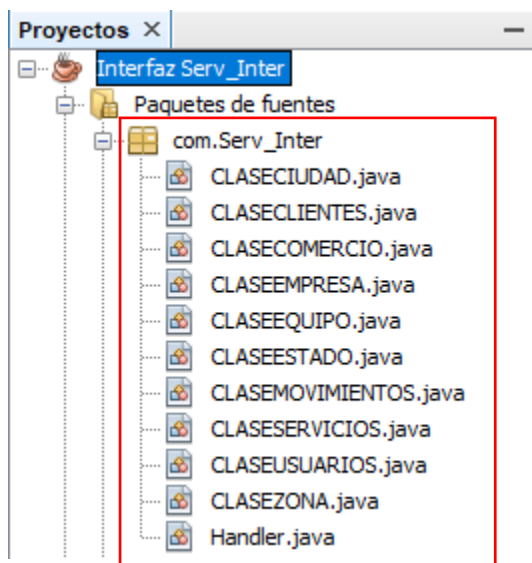 Proyectos
Interfaz Serv_Inter
Paquetes de fuentes
com.Serv_Inter
CLASECIUDAD.java
CLASECLIENTES.java
CLASECOMERCIO.java
CLASEEMPRESA.java
CLASEEQUIPO.java
CLASEESTADO.java
CLASEMOVIMIENTOS.java
CLASESERVICIOS.java
CLASEUSUARIOS.java
CLASEZONA.java
Handler.java